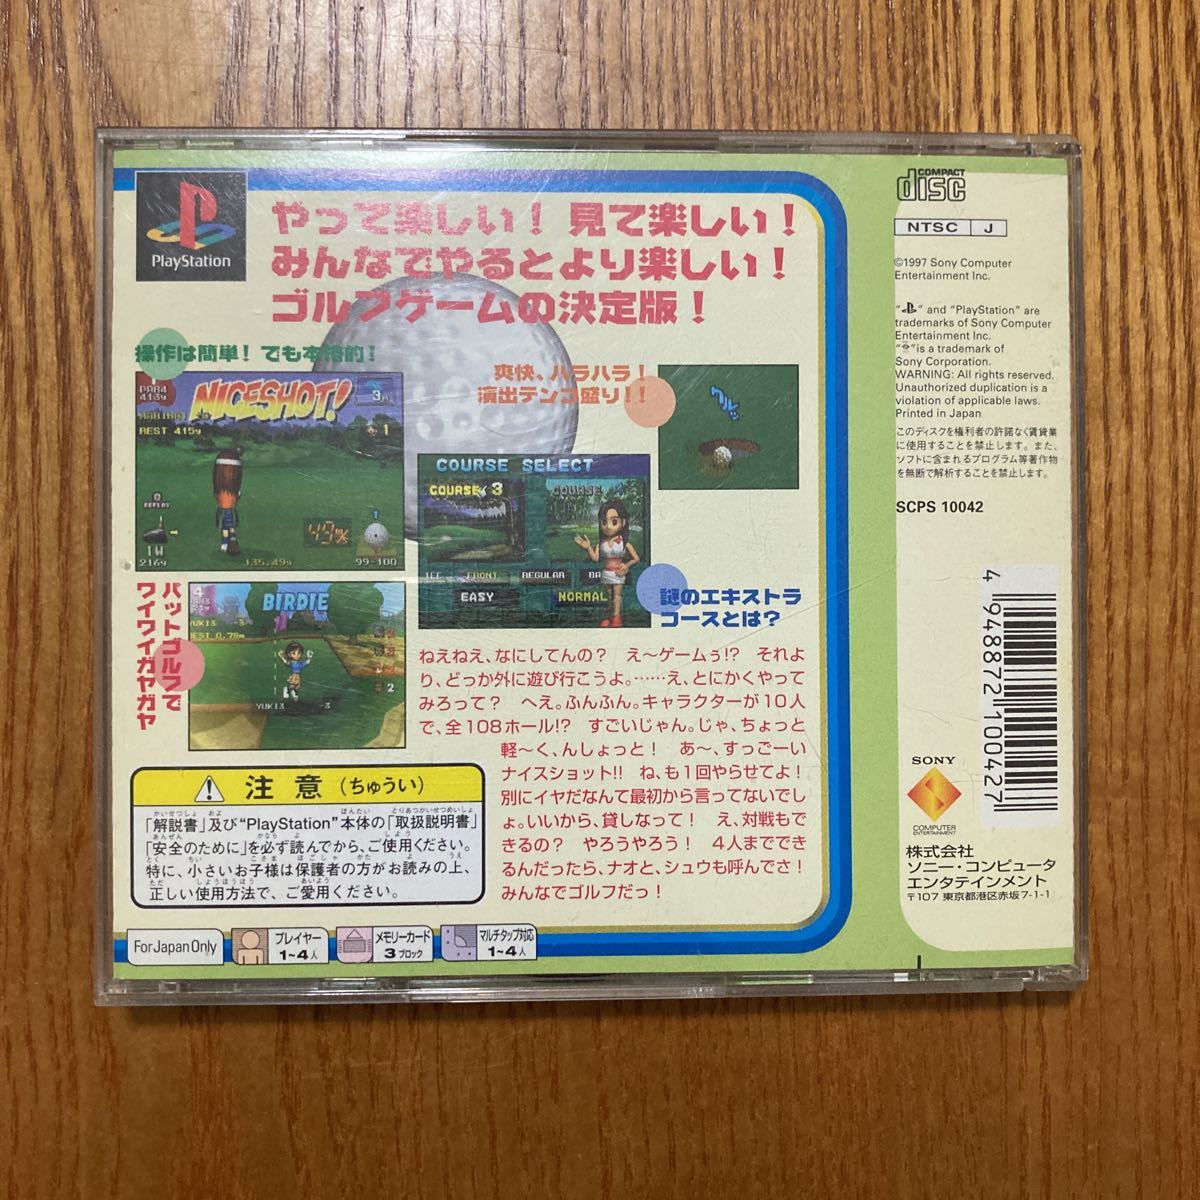 PlayStation
やって楽しい！ 見て楽しい！
みんなでやるとより楽しい！
ゴルフゲームの決定版！
操作は簡単！ でも本格的！
PAR4
413y
NICESHOT!
REST 415y
3
1
REPLAY
1W
216y
49%
135.49y
99-100
爽快、ハラハラ！
演出テンコ盛り！！
COURSE SELECT
COURSE 3
COURSE
FRONT
REGULAR
BA
EASY
NORMAL
謎のエキストラ
コースとは？
パットゴルフで
ワイワイガヤガヤ
4
BIRDIE
YUKI3 -3
REST 0.78m
2
YUKI3 -3
ねえねえ、なにしてんの？ え〜ゲームぅ!? それよ
り、どっか外に遊び行こうよ。……え、とにかくやって
みろって？ へえ。ふんふん。キャラクターが10人
で、全108ホール!? すごいじゃん。じゃ、ちょっと
軽〜く、んしょっと！ あ〜、すっごーい
ナイスショット!! ね、も1回やらせてよ！
別にイヤだなんて最初から言ってないでし
ょ。いいから、貸しなって！ え、対戦もで
きるの？ やろうやろう！ 4人までできる
んだったら、ナオと、シュウも呼んでさ！
みんなでゴルフだっ！
注意（ちゅうい）
「解説書」及び“PlayStation”本体の「取扱説明書」
「安全のために」を必ず読んでから、ご使用ください。
特に、小さいお子様は保護者の方がお読みの上、
正しい使用方法で、ご愛用ください。
For Japan Only
プレイヤー
1〜4人
メモリーカード
3ブロック
マルチタップ対応
1〜4人
COMPACT
disc
NTSC J
©1997 Sony Computer
Entertainment Inc.
“ ” and “PlayStation” are
trademarks of Sony Computer
Entertainment Inc.
“ ”is a trademark of
Sony Corporation.
WARNING: All rights reserved.
Unauthorized duplication is a
violation of applicable laws.
Printed in Japan
このディスクを権利者の許諾なく賃貸業
に使用することを禁止します。また、
ソフトに含まれるプログラム等著作物
を無断で解析することを禁止します。
SCPS 10042
4 948872 100427
SONY
COMPUTER
ENTERTAINMENT
株式会社
ソニー・コンピュータ
エンタテインメント
〒107 東京都港区赤坂7-1-1